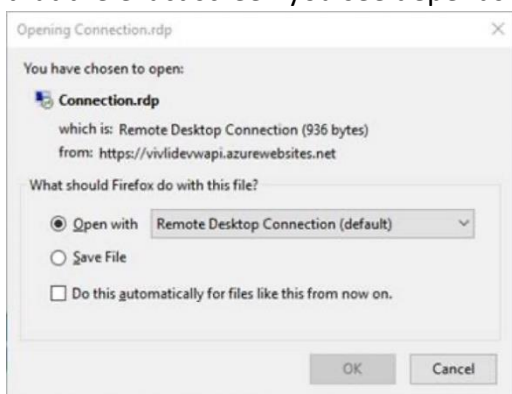 Opening Connection.rdp
You have chosen to open:
Connection.rdp
which is: Remote Desktop Connection (936 bytes)
from: https://vivlidevwapi.azurewebsites.net
What should Firefox do with this file?
Open with Remote Desktop Connection (default)
Save File
Do this automatically for files like this from now on.
OK Cancel